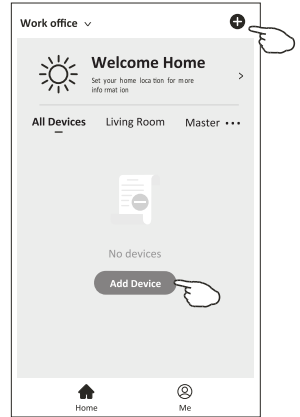 Work office
Welcome Home
Set your home loca tion for more
info rmat ion
All Devices Living Room Master
No devices
Add Device
Home Me